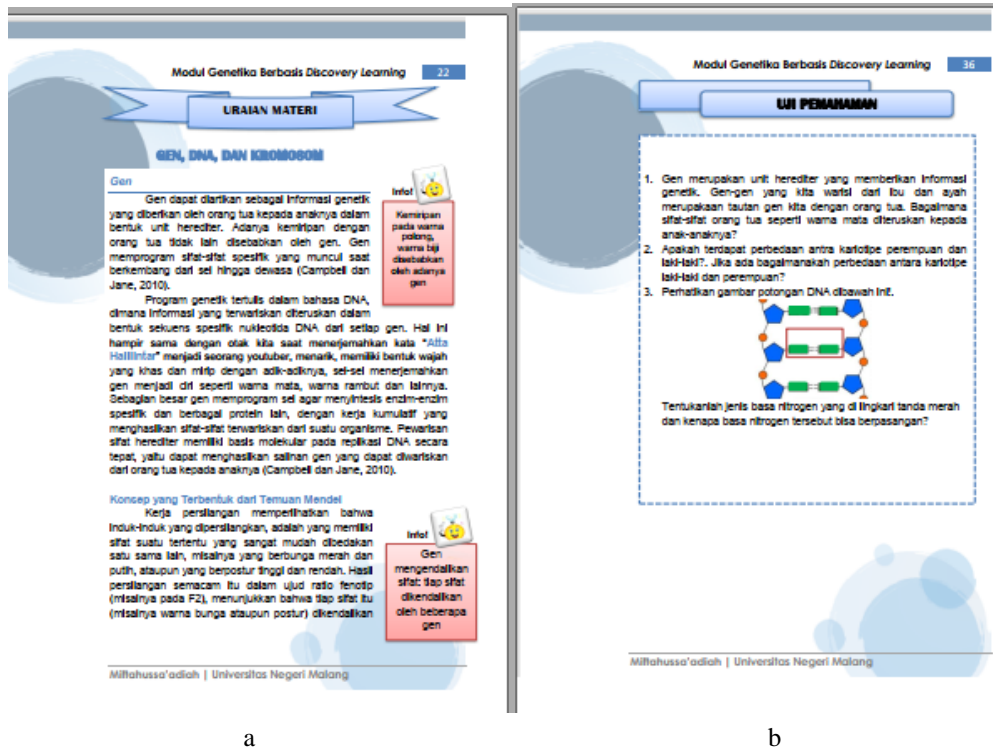 Modul Genetika Berbasis Discovery Learning 22
URAIAN MATERI
GEN, DNA, DAN KROMOSOM
Gen
Gen dapat diartikan sebagai informasi genetik
yang diberikan oleh orang tua kepada anaknya dalam
bentuk unit herediter. Adanya kemiripan dengan
orang tua tidak lain disebabkan oleh gen. Gen
memprogram sifat-sifat spesifik yang muncul saat
berkembang dari sel hingga dewasa (Campbell dan
Jane, 2010).
Info!
Kemiripan
pada warna
polong,
warna biji
disebabkan
oleh adanya
gen
Program genetik tertulis dalam bahasa DNA,
dimana informasi yang terwariskan diteruskan dalam
bentuk sekuens spesifik nukleotida DNA dari setiap gen. Hal ini
hampir sama dengan otak kita saat menerjemahkan kata "Atta
Halilintar" menjadi seorang youtuber, menarik, memiliki bentuk wajah
yang khas dan mirip dengan adik-adiknya, sel-sel menerjemahkan
gen menjadi ciri seperti warna mata, warna rambut dan lainnya.
Sebagian besar gen memprogram sel agar menyintesis enzim-enzim
spesifik dan berbagai protein lain, dengan kerja kumulatif yang
menghasilkan sifat-sifat terwariskan dari suatu organisme. Pewarisan
sifat herediter memiliki basis molekular pada replikasi DNA secara
tepat, yaitu dapat menghasilkan salinan gen yang dapat diwariskan
dari orang tua kepada anaknya (Campbell dan Jane, 2010).
Konsep yang Terbentuk dari Temuan Mendel
Kerja persilangan memperlihatkan bahwa
induk-induk yang dipersilangkan, adalah yang memiliki
sifat suatu tertentu yang sangat mudah dibedakan
satu sama lain, misalnya yang berbunga merah dan
putih, ataupun yang berpostur tinggi dan rendah. Hasil
persilangan semacam itu dalam ujud ratio fenotip
(misalnya pada F2), menunjukkan bahwa tiap sifat itu
(misalnya warna bunga ataupun postur) dikendalikan
Info!
Gen
mengendalikan
sifat: tiap sifat
dikendalikan
oleh beberapa
gen
Miftahussa'adiah | Universitas Negeri Malang
a
Modul Genetika Berbasis Discovery Learning 36
UJI PEMAHAMAN
1. Gen merupakan unit herediter yang memberikan informasi
genetik. Gen-gen yang kita warisi dari ibu dan ayah
merupakaan tautan gen kita dengan orang tua. Bagaimana
sifat-sifat orang tua seperti warna mata diteruskan kepada
anak-anaknya?
2. Apakah terdapat perbedaan antra kariotipe perempuan dan
laki-laki?. Jika ada bagaimanakah perbedaan antara kariotipe
laki-laki dan perempuan?
3. Perhatikan gambar potongan DNA dibawah ini!.
Tentukanlah jenis basa nitrogen yang di lingkari tanda merah
dan kenapa basa nitrogen tersebut bisa berpasangan?
Miftahussa'adiah | Universitas Negeri Malang
b